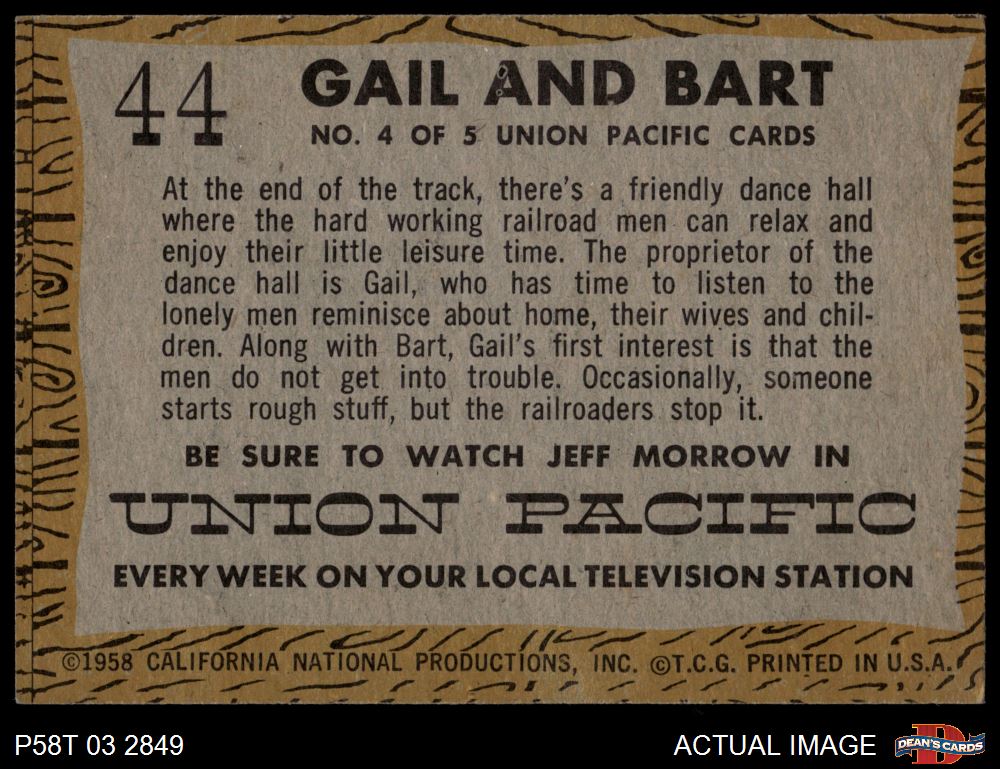 44
GAIL AND BART
NO. 4 OF 5 UNION PACIFIC CARDS
At the end of the track, there's a friendly dance hall
where the hard working railroad men can relax and
enjoy their little leisure time. The proprietor of the
dance hall is Gail, who has time to listen to the
lonely men reminisce about home, their wives and chil-
dren. Along with Bart, Gail's first interest is that the
men do not get into trouble. Occasionally, someone
starts rough stuff, but the railroaders stop it.
BE SURE TO WATCH JEFF MORROW IN
UNION PACIFIC
EVERY WEEK ON YOUR LOCAL TELEVISION STATION
©1958 CALIFORNIA NATIONAL PRODUCTIONS, INC. ©T.C.G. PRINTED IN U.S.A.
P58T 03 2849
ACTUAL IMAGE
D
DEAN'S CARDS